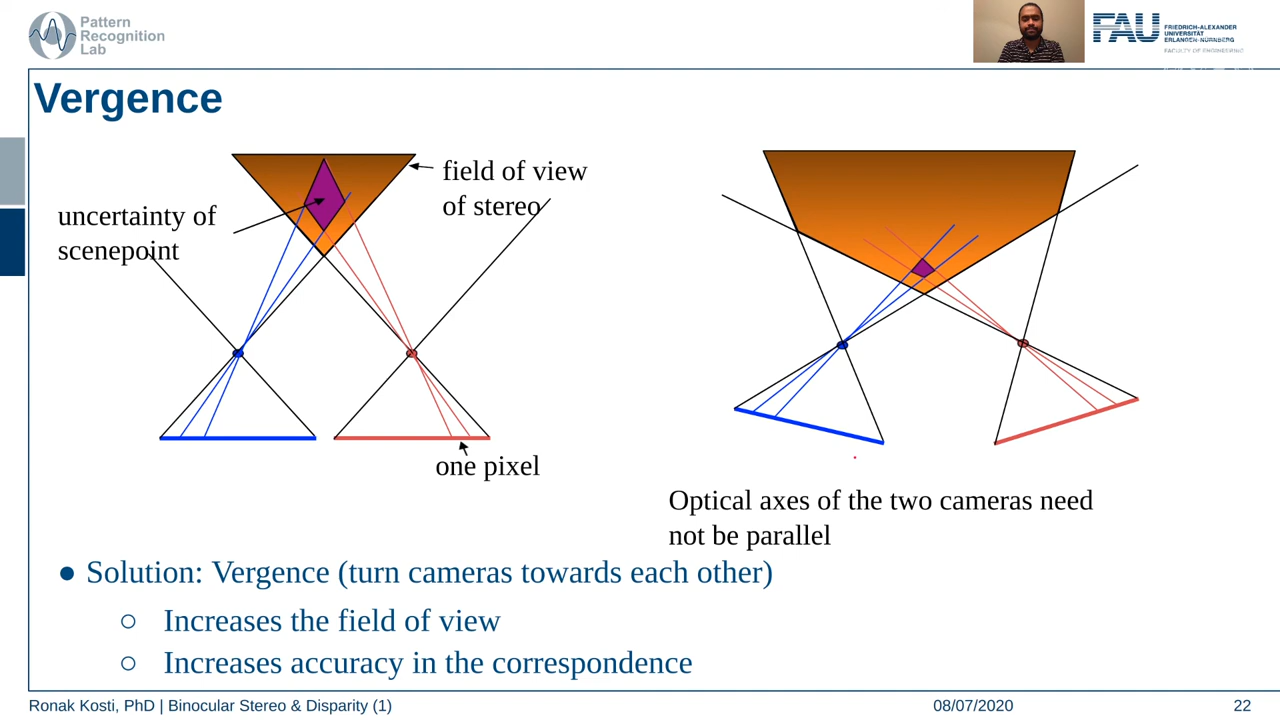 Pattern
Recognition
Lab
FAU
FRIEDRICH-ALEXANDER
UNIVERSITÄT
ERLANGEN-NÜRNBERG
FACULTY OF ENGINEERING
Vergence
field of view
of stereo
uncertainty of
scenepoint
one pixel
Optical axes of the two cameras need
not be parallel
● Solution: Vergence (turn cameras towards each other)
○ Increases the field of view
○ Increases accuracy in the correspondence
Ronak Kosti, PhD | Binocular Stereo & Disparity (1)
08/07/2020
22